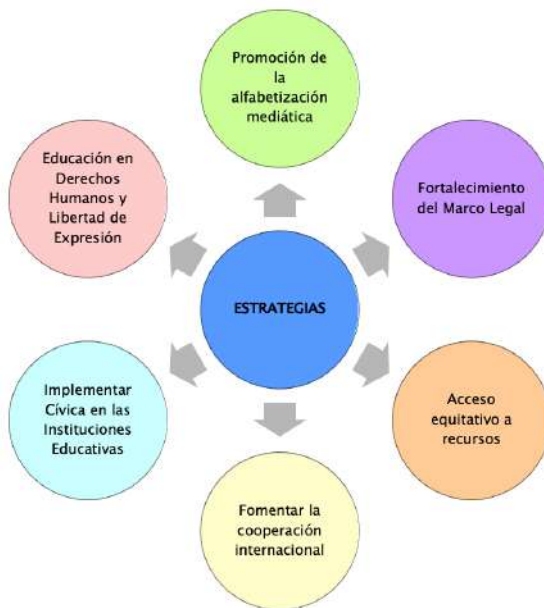 Promoción de
la
alfabetización
mediática
Fortalecimiento
del Marco Legal
Acceso
equitativo a
recursos
Fomentar la
cooperación
internacional
Implementar
Cívica en las
Instituciones
Educativas
Educación en
Derechos
Humanos y
Libertad de
Expresión
ESTRATEGIAS